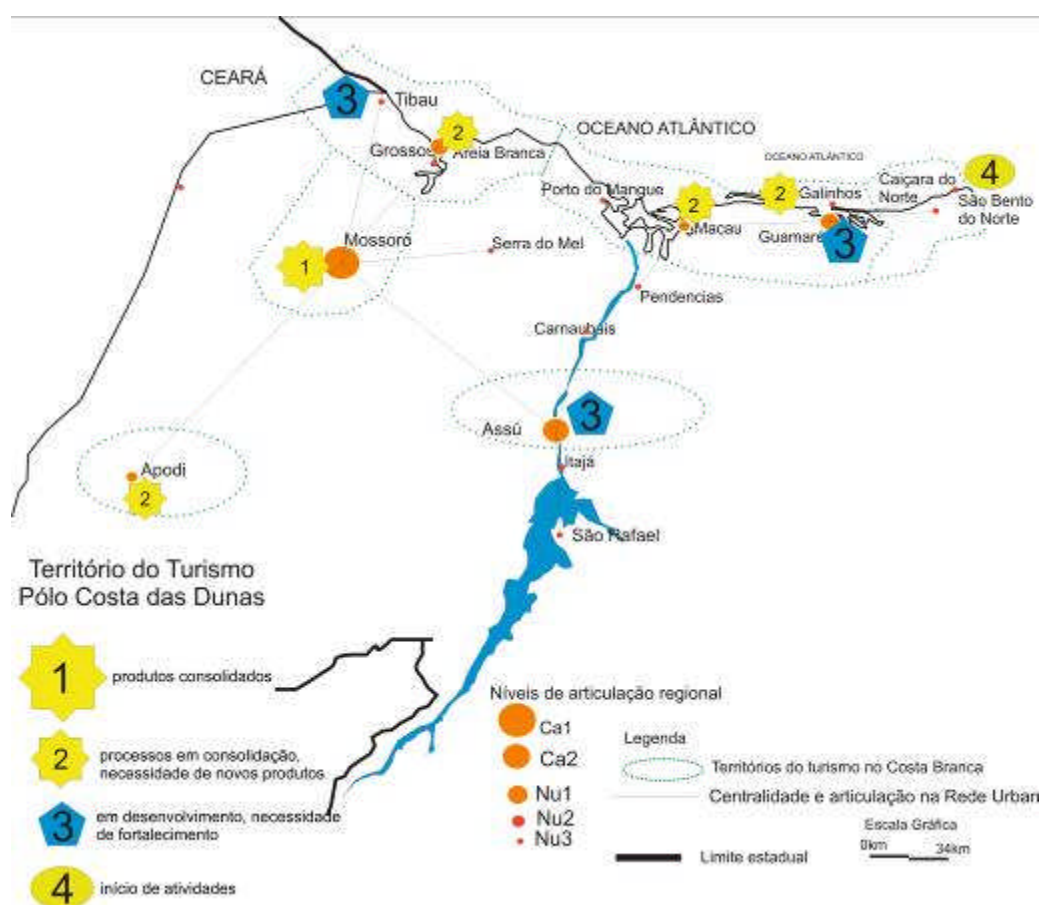 CEARÁ
3
Tibau
2
OCEANO ATLÂNTICO
Grossos
Areia Branca
OCEANO ATLÂNTICO
Caiçara do
Norte
4
Porto do Mangue
2
2
Galinhos
São Bento
do Norte
Macau
Guamare
3
Mossoró
1
Serra do Mel
Pendencias
Carnaubais
3
Assú
Itajá
Apodi
2
São Rafael
Território do Turismo
Pólo Costa das Dunas
1
produtos consolidados
2
processos em consolidação,
necessidade de novos produtos
3
em desenvolvimento, necessidade
de fortalecimento
4
início de atividades
Níveis de articulação regional
Ca1
Ca2
Nu1
Nu2
Nu3
Legenda
Territórios do turismo no Costa Branca
Centralidade e articulação na Rede Urban
Escala Gráfica
0km 34km
Limite estadual